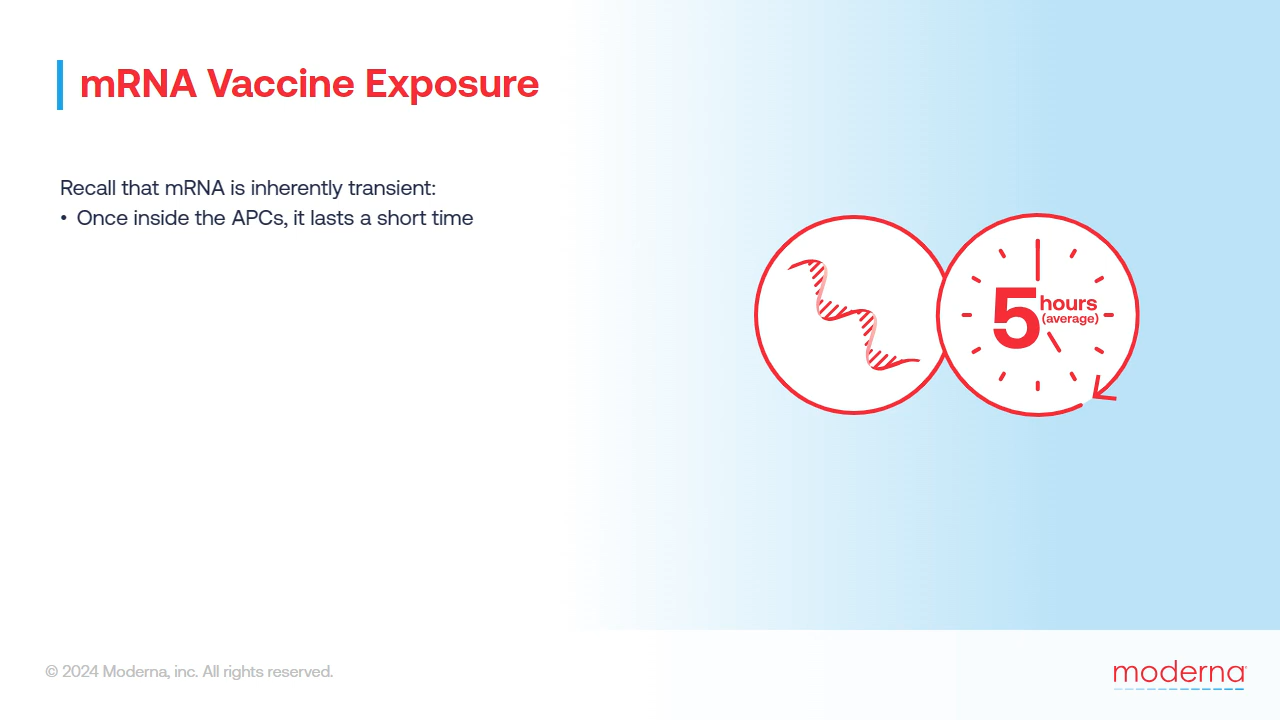 mRNA Vaccine Exposure
Recall that mRNA is inherently transient:
• Once inside the APCs, it lasts a short time
5 hours
(average)
© 2024 Moderna, inc. All rights reserved.
moderna